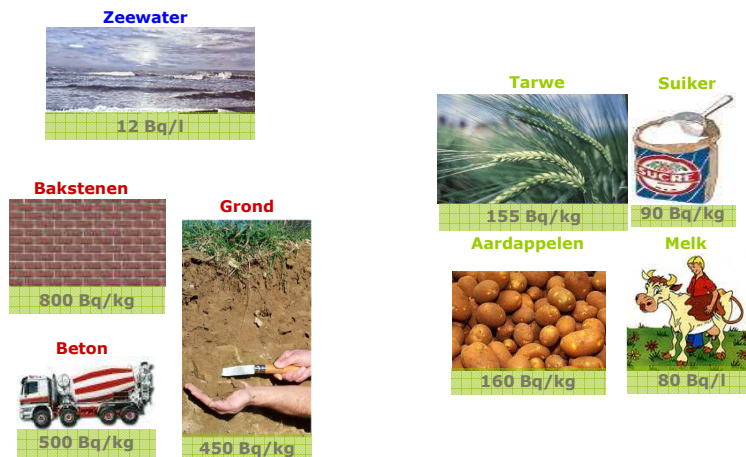 Zeewater
12 Bq/l
Tarwe
155 Bq/kg
Suiker
SUCRE
90 Bq/kg
Bakstenen
800 Bq/kg
Grond
450 Bq/kg
Aardappelen
160 Bq/kg
Melk
80 Bq/l
Beton
500 Bq/kg